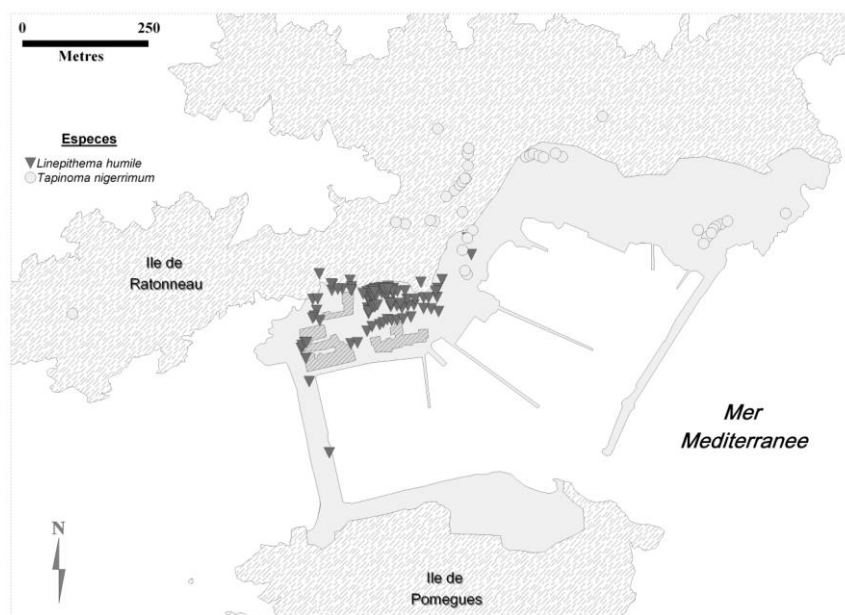 0 250
Metres
Especes
Linepithema humile
Tapinoma nigerrimum
Ile de
Ratonneau
Mer
Mediterranee
N
Ile de
Pomegues